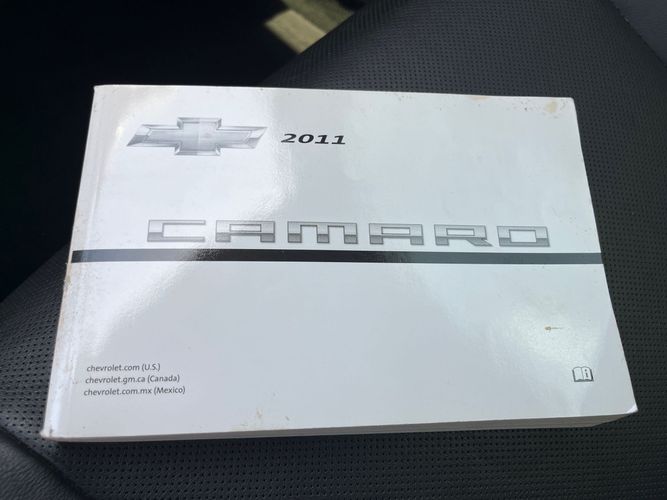 2011
CAMARO
chevrolet.com (U.S.)
chevrolet.gm.ca (Canada)
chevrolet.com.mx (Mexico)